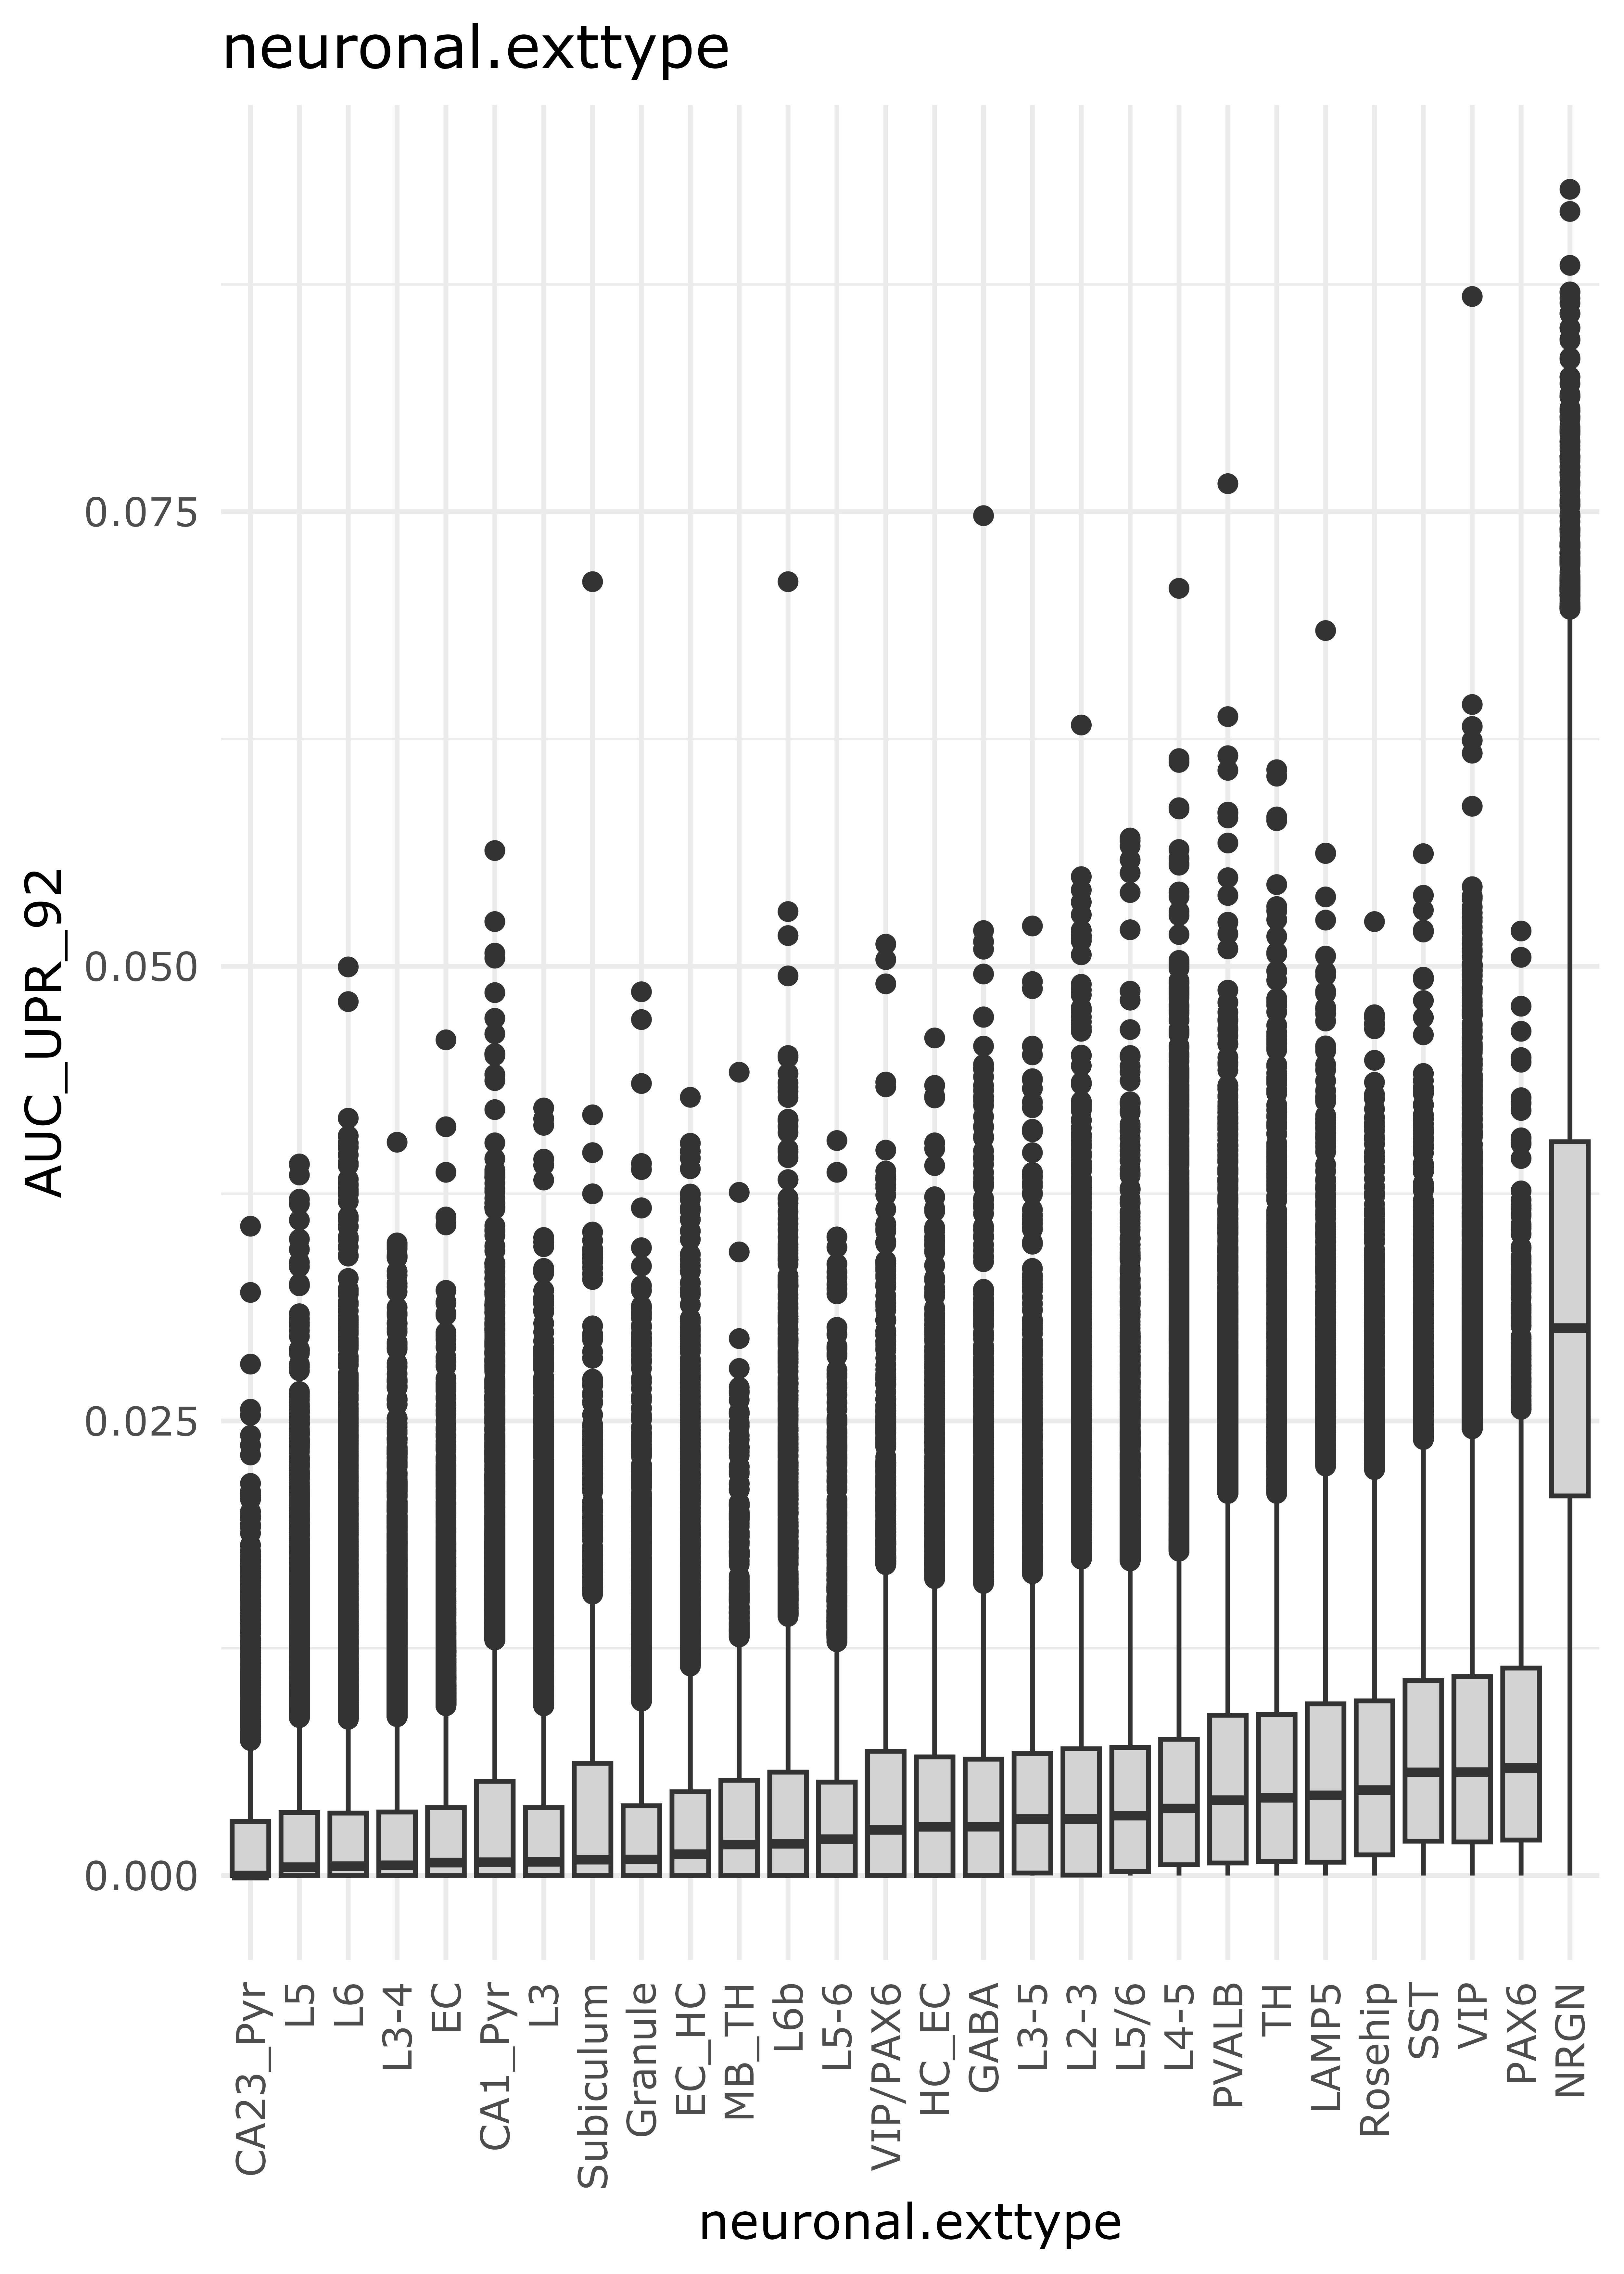 neuronal.exttype
AUC_UPR_92
0.075
0.050
0.025
0.000
CA23_Pyr
L5
L6
L3-4
EC
CA1_Pyr
L3
Subiculum
Granule
EC_HC
MB_TH
L6b
L5-6
VIP/PAX6
HC_EC
GABA
L3-5
L2-3
L5/6
L4-5
PVALB
TH
LAMP5
Rosehip
SST
VIP
PAX6
NRGN
neuronal.exttype